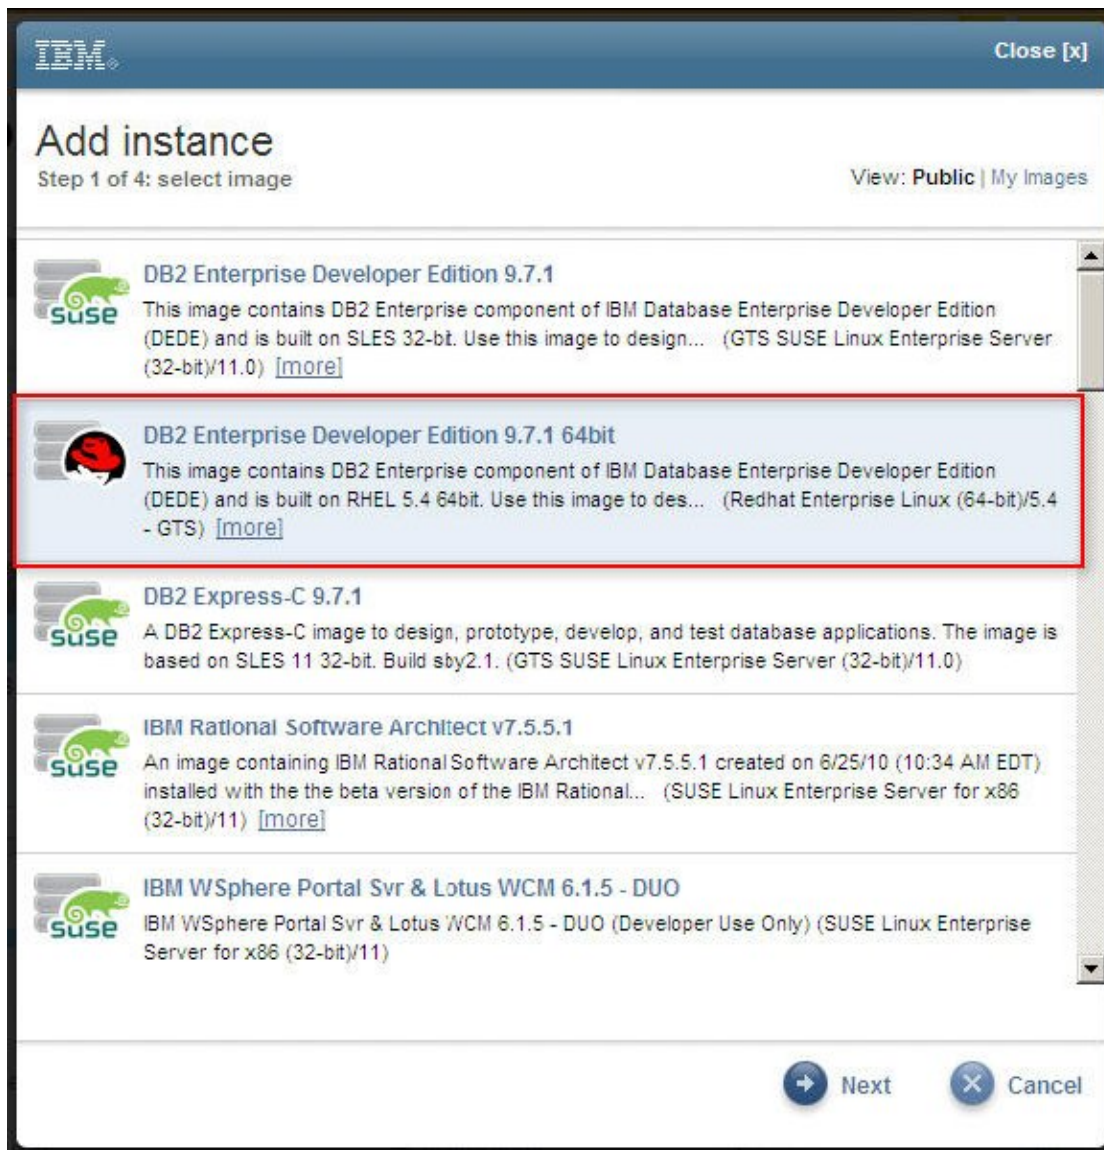 IBM®
Close [x]
Add instance
Step 1 of 4: select image
View: Public | My Images
suse
DB2 Enterprise Developer Edition 9.7.1
This image contains DB2 Enterprise component of IBM Database Enterprise Developer Edition
(DEDE) and is built on SLES 32-bit. Use this image to design... (GTS SUSE Linux Enterprise Server
(32-bit)/11.0) [more]
DB2 Enterprise Developer Edition 9.7.1 64bit
This image contains DB2 Enterprise component of IBM Database Enterprise Developer Edition
(DEDE) and is built on RHEL 5.4 64bit. Use this image to des... (Redhat Enterprise Linux (64-bit)/5.4
- GTS) [more]
suse
DB2 Express-C 9.7.1
A DB2 Express-C image to design, prototype, develop, and test database applications. The image is
based on SLES 11 32-bit. Build sby2.1. (GTS SUSE Linux Enterprise Server (32-bit)/11.0)
suse
IBM Rational Software Architect v7.5.5.1
An image containing IBM Rational Software Architect v7.5.5.1 created on 6/25/10 (10:34 AM EDT)
installed with the the beta version of the IBM Rational... (SUSE Linux Enterprise Server for x86
(32-bit)/11) [more]
suse
IBM WSphere Portal Svr & Lotus WCM 6.1.5 - DUO
IBM WSphere Portal Svr & Lotus WCM 6.1.5 - DUO (Developer Use Only) (SUSE Linux Enterprise
Server for x86 (32-bit)/11)
Next
Cancel